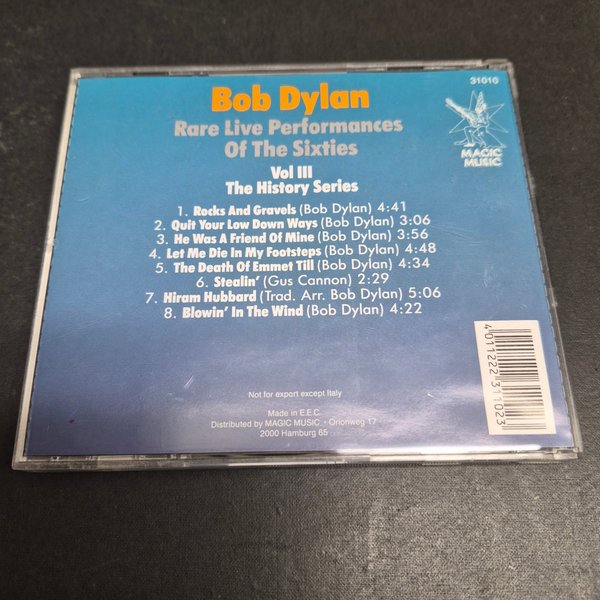 31010
Bob Dylan
Rare Live Performances
Of The Sixties
MAGIC
MUSIC
Vol III
The History Series
1. Rocks And Gravels (Bob Dylan) 4:41
2. Quit Your Low Down Ways (Bob Dylan) 3:06
3. He Was A Friend Of Mine (Bob Dylan) 3:56
4. Let Me Die In My Footsteps (Bob Dylan) 4:48
5. The Death Of Emmet Till (Bob Dylan) 4:34
6. Stealin' (Gus Cannon) 2:29
7. Hiram Hubbard (Trad. Arr. Bob Dylan) 5:06
8. Blowin' In The Wind (Bob Dylan) 4:22
4 011222 311023
Not for export except Italy
Made in E.E.C.
Distributed by MAGIC MUSIC · Orionweg 17
2000 Hamburg 65